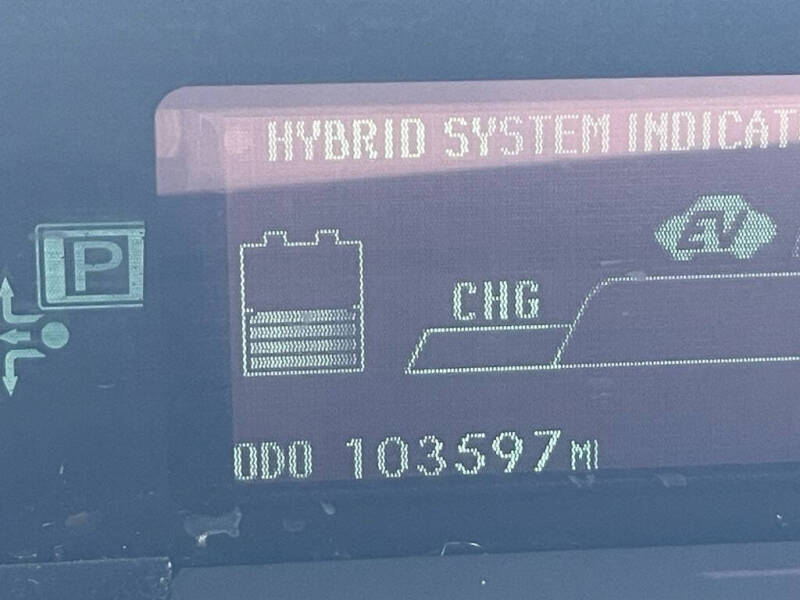 HYBRID SYSTEM INDICAT
EV
P
CHG
ODO 103597 MI